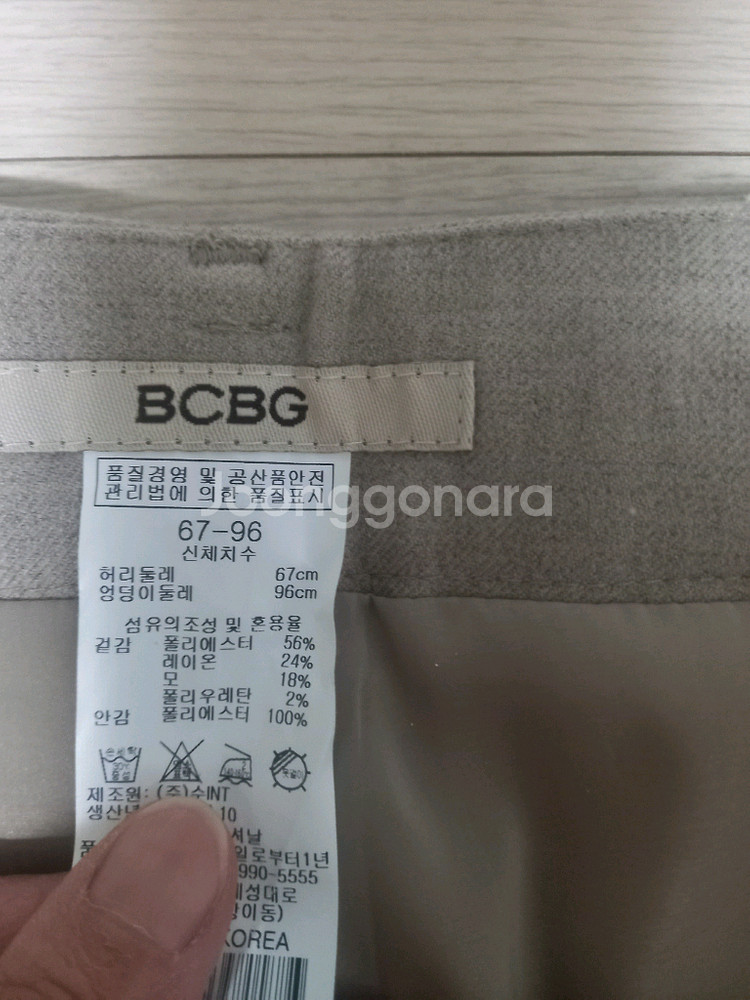 BCBG
품질경영 및 공산품안전
관리법에 의한 품질표시
Joonggonara
67-96
신체치수
허리둘레 67cm
엉덩이둘레 96cm
섬유의조성 및 혼용율
겉감 폴리에스터 56%
레이온 24%
모 18%
폴리우레탄 2%
안감 폴리에스터 100%
손세탁
제조원: (주)수INT
10
일로부터1년
990-5555
KOREA